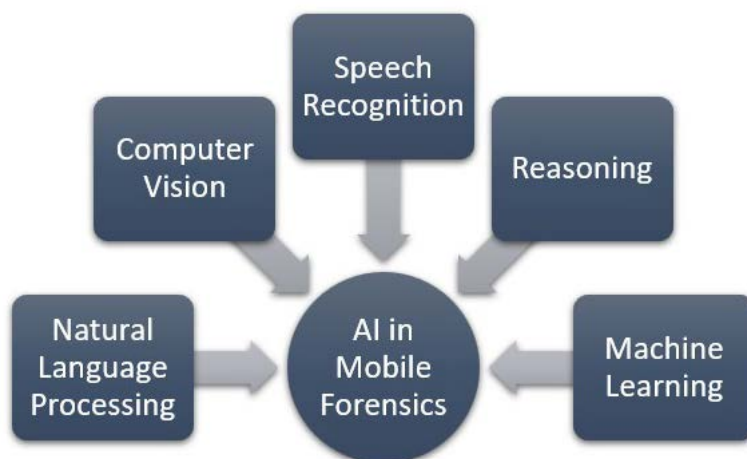 Speech
Recognition
Computer
Vision
Reasoning
Natural
Language
Processing
AI in
Mobile
Forensics
Machine
Learning